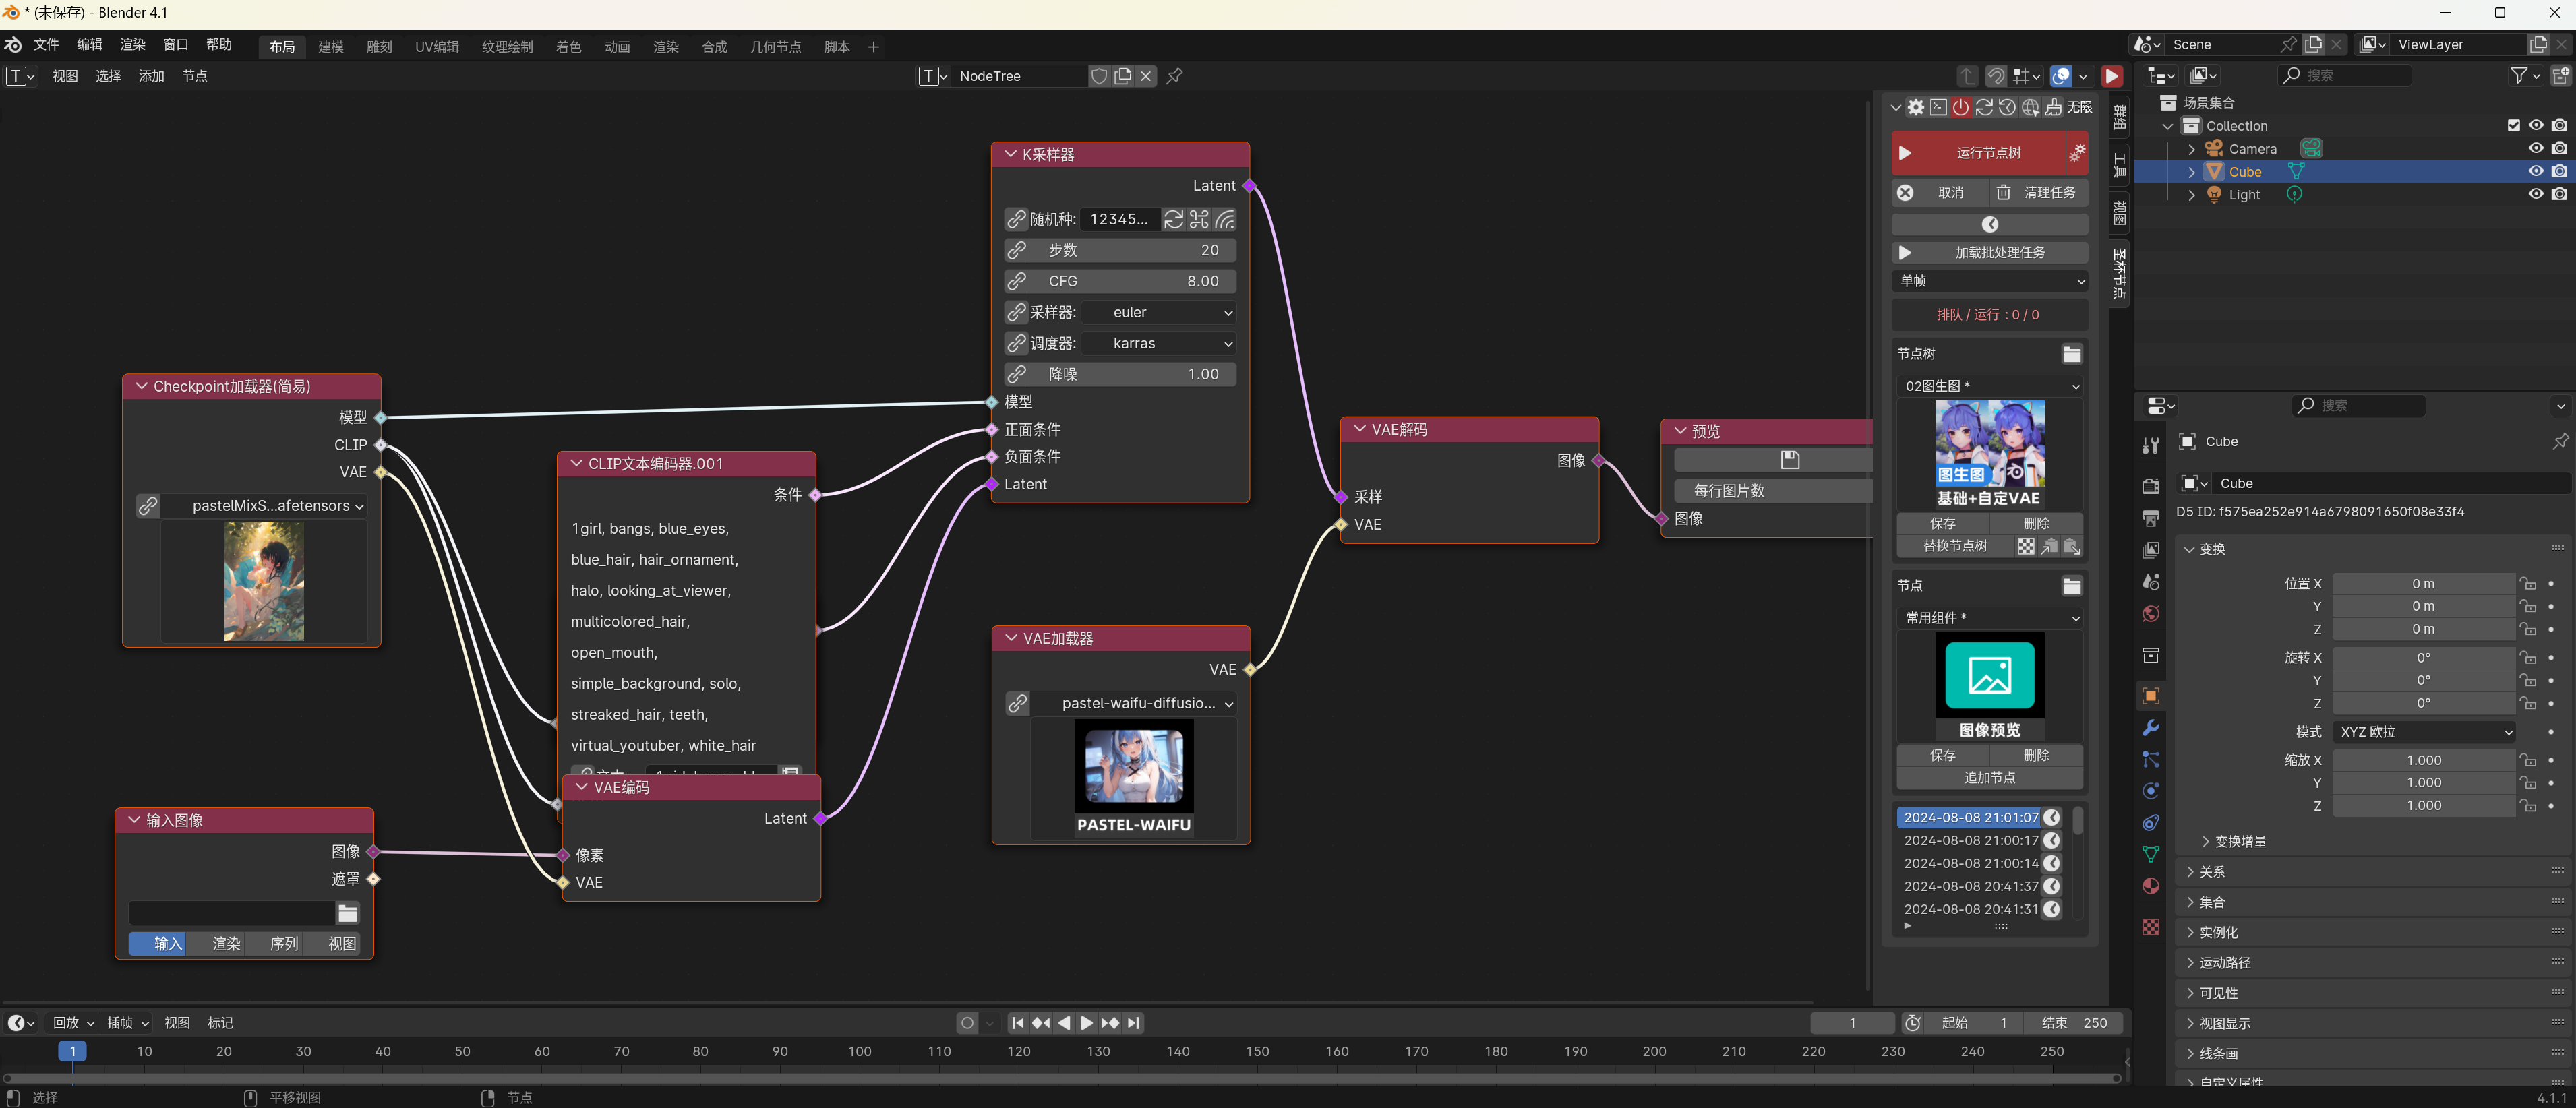 * (未保存) - Blender 4.1
文件 编辑 渲染 窗口 帮助 布局 建模 雕刻 UV编辑 纹理绘制 着色 动画 渲染 合成 几何节点 脚本 + Scene ViewLayer
视图 选择 添加 节点 NodeTree
K采样器
Latent
随机种: 12345...
步数 20
CFG 8.00
采样器: euler
调度器: karras
降噪 1.00
模型
正面条件
负面条件
Latent
Checkpoint加载器(简易)
模型
CLIP
VAE
pastelMixS...afetensors
CLIP文本编码器.001
条件
1girl, bangs, blue_eyes,
blue_hair, hair_ornament,
halo, looking_at_viewer,
multicolored_hair,
open_mouth,
simple_background, solo,
streaked_hair, teeth,
virtual_youtuber, white_hair
VAE编码
Latent
像素
VAE
输入图像
图像
遮罩
输入 渲染 序列 视图
VAE解码
图像
采样
VAE
预览
每行图片数
图像
VAE加载器
VAE
pastel-waifu-diffusio...
PASTEL-WAIFU
无限
运行节点树
取消 清理任务
加载批处理任务
单帧
排队 / 运行 : 0 / 0
节点树
02图生图 *
图生图
基础+自定VAE
保存 删除
替换节点树
节点
常用组件 *
图像预览
保存 删除
追加节点
2024-08-08 21:01:07
2024-08-08 21:00:17
2024-08-08 21:00:14
2024-08-08 20:41:37
2024-08-08 20:41:31
群组
工具
视图
圣杯节点
搜索
场景集合
Collection
Camera
Cube
Light
搜索
Cube
Cube
D5 ID: f575ea252e914a6798091650f08e33f4
变换
位置 X 0 m
Y 0 m
Z 0 m
旋转 X 0°
Y 0°
Z 0°
模式 XYZ 欧拉
缩放 X 1.000
Y 1.000
Z 1.000
变换增量
关系
集合
实例化
运动路径
可见性
视图显示
线条画
自定义属性
回放 插帧 视图 标记 1 起始 1 结束 250
1 10 20 30 40 50 60 70 80 90 100 110 120 130 140 150 160 170 180 190 200 210 220 230 240 250
选择 平移视图 节点 4.1.1